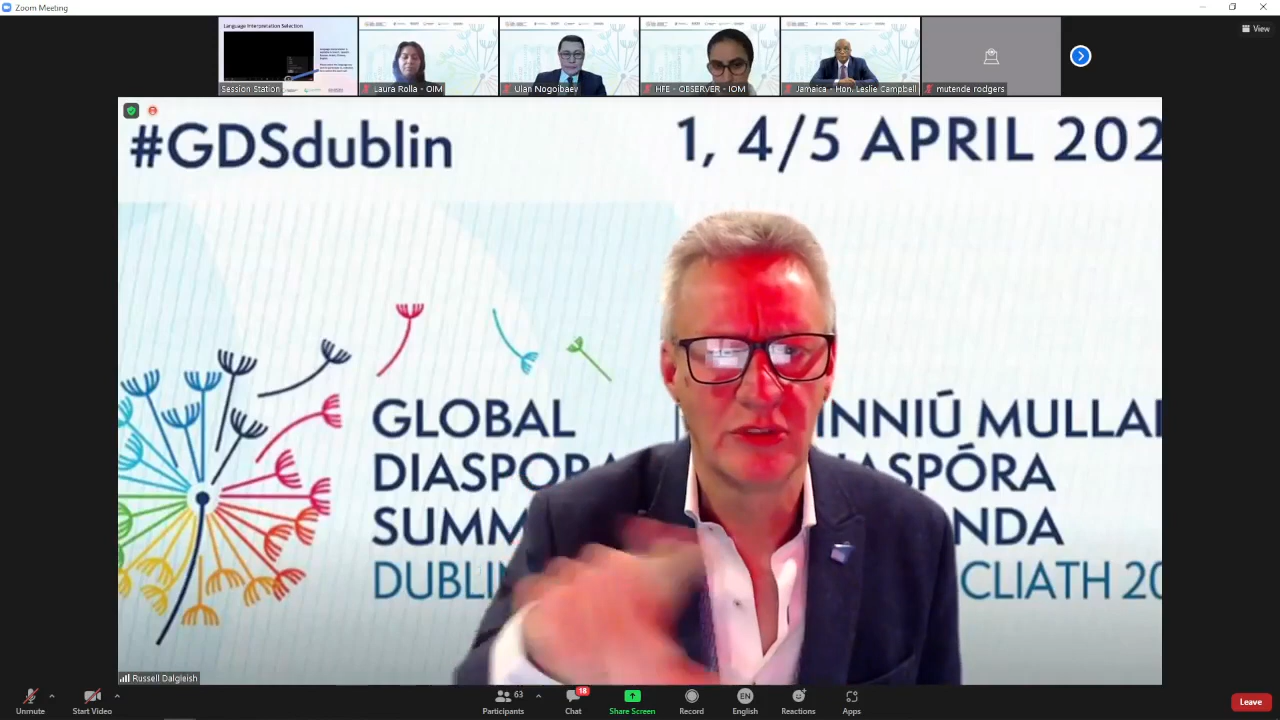 Zoom Meeting
View
Language Interpretation Selection
Session Station
Laura Rolla - OIM
Ulan Nogoibaev
HFE - OBSERVER - IOM
Jamaica - Hon. Leslie Campbell
mutende rodgers
#GDSdublin
1, 4/5 APRIL 202
GLOBAL
DIASPORA
SUMM
DUBLIN
INNIÚ MULLA
IASPÓRA
NDA
CLIATH 20
Russell Dalgleish
Unmute
Start Video
63
Participants
18
Chat
Share Screen
Record
EN
English
Reactions
Apps
Leave